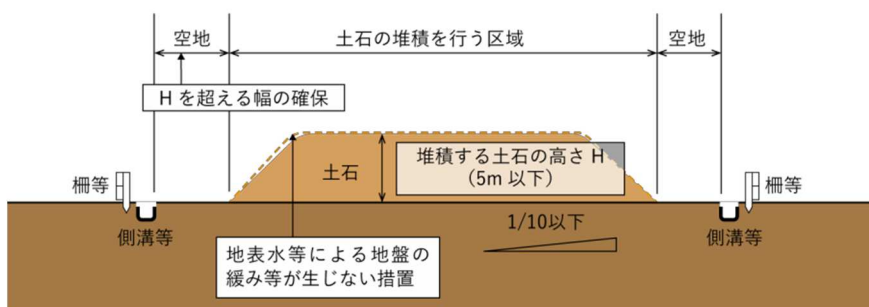 空地
土石の堆積を行う区域
空地
H を超える幅の確保
堆積する土石の高さ H
（5m 以下）
土石
柵等
柵等
側溝等
1/10以下
側溝等
地表水等による地盤の
緩み等が生じない措置